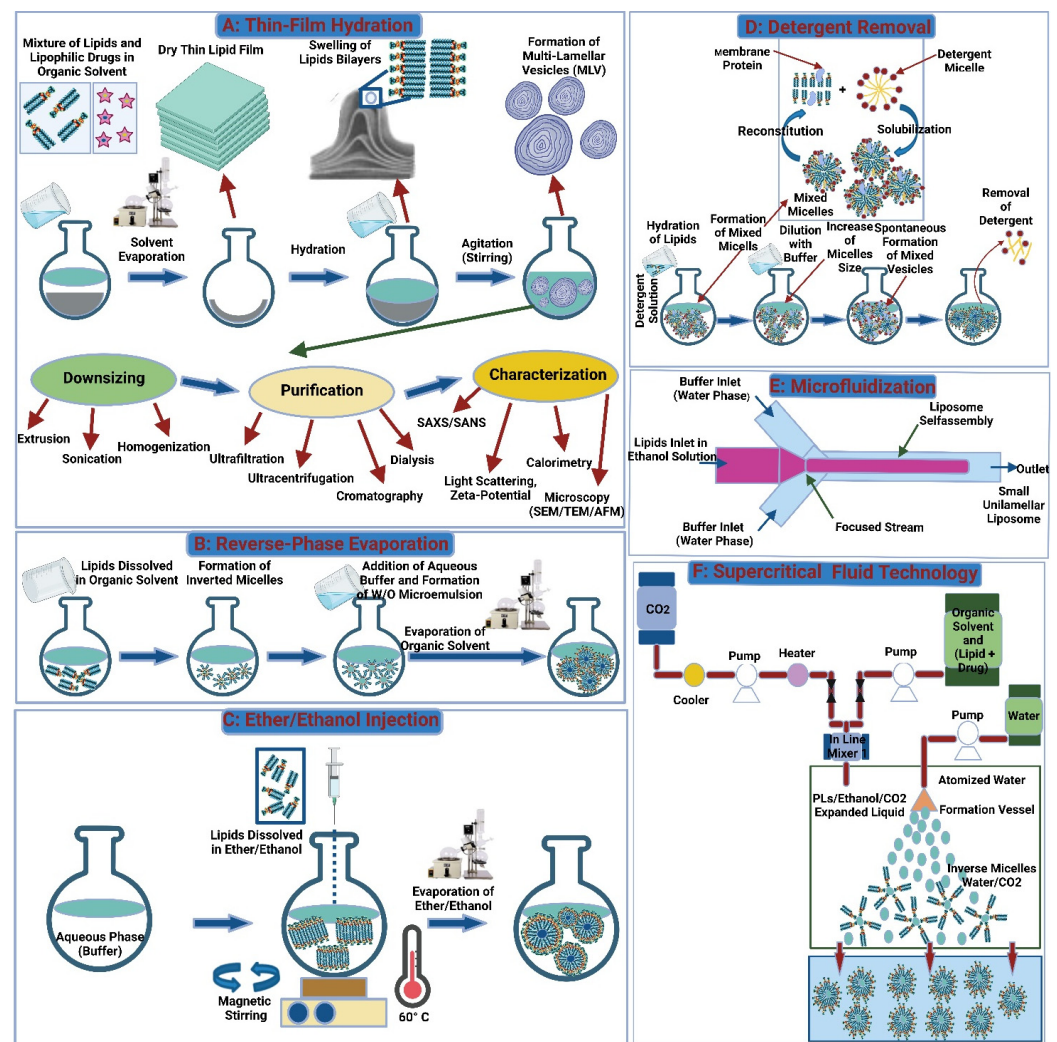 A: Thin-Film Hydration
Mixture of Lipids and
Lipophilic Drugs in
Organic Solvent
Dry Thin Lipid Film
Swelling of
Lipids Bilayers
Formation of
Multi-Lamellar
Vesicles (MLV)
Solvent
Evaporation
Hydration
Agitation
(Stirring)
Downsizing
Purification
Characterization
Extrusion
Sonication
Homogenization
Ultrafiltration
Ultracentrifugation
Cromatography
Dialysis
SAXS/SANS
Light Scattering,
Zeta-Potential
Calorimetry
Microscopy
(SEM/TEM/AFM)
B: Reverse-Phase Evaporation
Lipids Dissolved
in Organic Solvent
Formation of
Inverted Micelles
Addition of Aqueous
Buffer and Formation
of W/O Microemulsion
Evaporation of
Organic Solvent
C: Ether/Ethanol Injection
Lipids Dissolved
in Ether/Ethanol
Aqueous Phase
(Buffer)
Magnetic
Stirring
60° C
Evaporation of
Ether/Ethanol
D: Detergent Removal
Membrane
Protein
+
Detergent
Micelle
Reconstitution
Solubilization
Mixed
Micelles
Removal
of
Detergent
Hydration
of Lipids
Detergent
Solution
Formation
of Mixed
Micells
Dilution
with
Buffer
Increase
of
Micelles
Size
Spontaneous
Formation
of Mixed
Vesicles
E: Microfluidization
Buffer Inlet
(Water Phase)
Liposome
Selfassembly
Lipids Inlet in
Ethanol Solution
Outlet
Small
Unilamellar
Liposome
Buffer Inlet
(Water Phase)
Focused Stream
F: Supercritical Fluid Technology
CO2
Cooler
Pump
Heater
Pump
Organic
Solvent
and
(Lipid +
Drug)
In Line
Mixer 1
Pump
Water
PLs/Ethanol/CO2
Expanded Liquid
Atomized Water
Formation Vessel
Inverse Micelles
Water/CO2